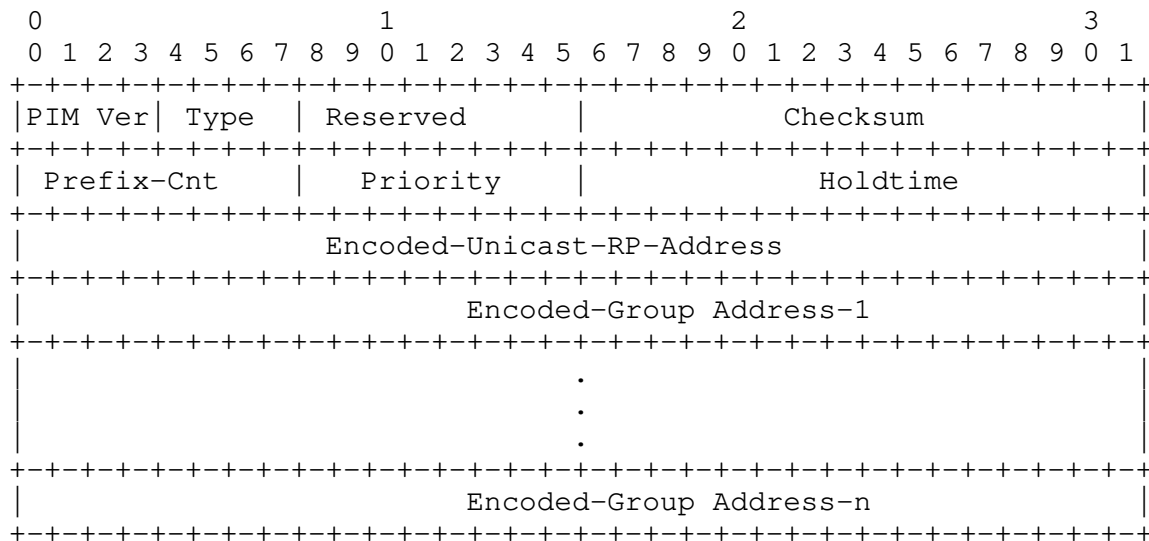 0                   1                   2                   3
 0 1 2 3 4 5 6 7 8 9 0 1 2 3 4 5 6 7 8 9 0 1 2 3 4 5 6 7 8 9 0 1
+-+-+-+-+-+-+-+-+-+-+-+-+-+-+-+-+-+-+-+-+-+-+-+-+-+-+-+-+-+-+-+-+
|PIM Ver| Type  | Reserved      |           Checksum            |
+-+-+-+-+-+-+-+-+-+-+-+-+-+-+-+-+-+-+-+-+-+-+-+-+-+-+-+-+-+-+-+-+
| Prefix-Cnt    |   Priority    |             Holdtime          |
+-+-+-+-+-+-+-+-+-+-+-+-+-+-+-+-+-+-+-+-+-+-+-+-+-+-+-+-+-+-+-+-+
|                 Encoded-Unicast-RP-Address                    |
+-+-+-+-+-+-+-+-+-+-+-+-+-+-+-+-+-+-+-+-+-+-+-+-+-+-+-+-+-+-+-+-+
|                         Encoded-Group Address-1               |
+-+-+-+-+-+-+-+-+-+-+-+-+-+-+-+-+-+-+-+-+-+-+-+-+-+-+-+-+-+-+-+-+
|                               .                               |
|                               .                               |
|                               .                               |
+-+-+-+-+-+-+-+-+-+-+-+-+-+-+-+-+-+-+-+-+-+-+-+-+-+-+-+-+-+-+-+-+
|                         Encoded-Group Address-n               |
+-+-+-+-+-+-+-+-+-+-+-+-+-+-+-+-+-+-+-+-+-+-+-+-+-+-+-+-+-+-+-+-+